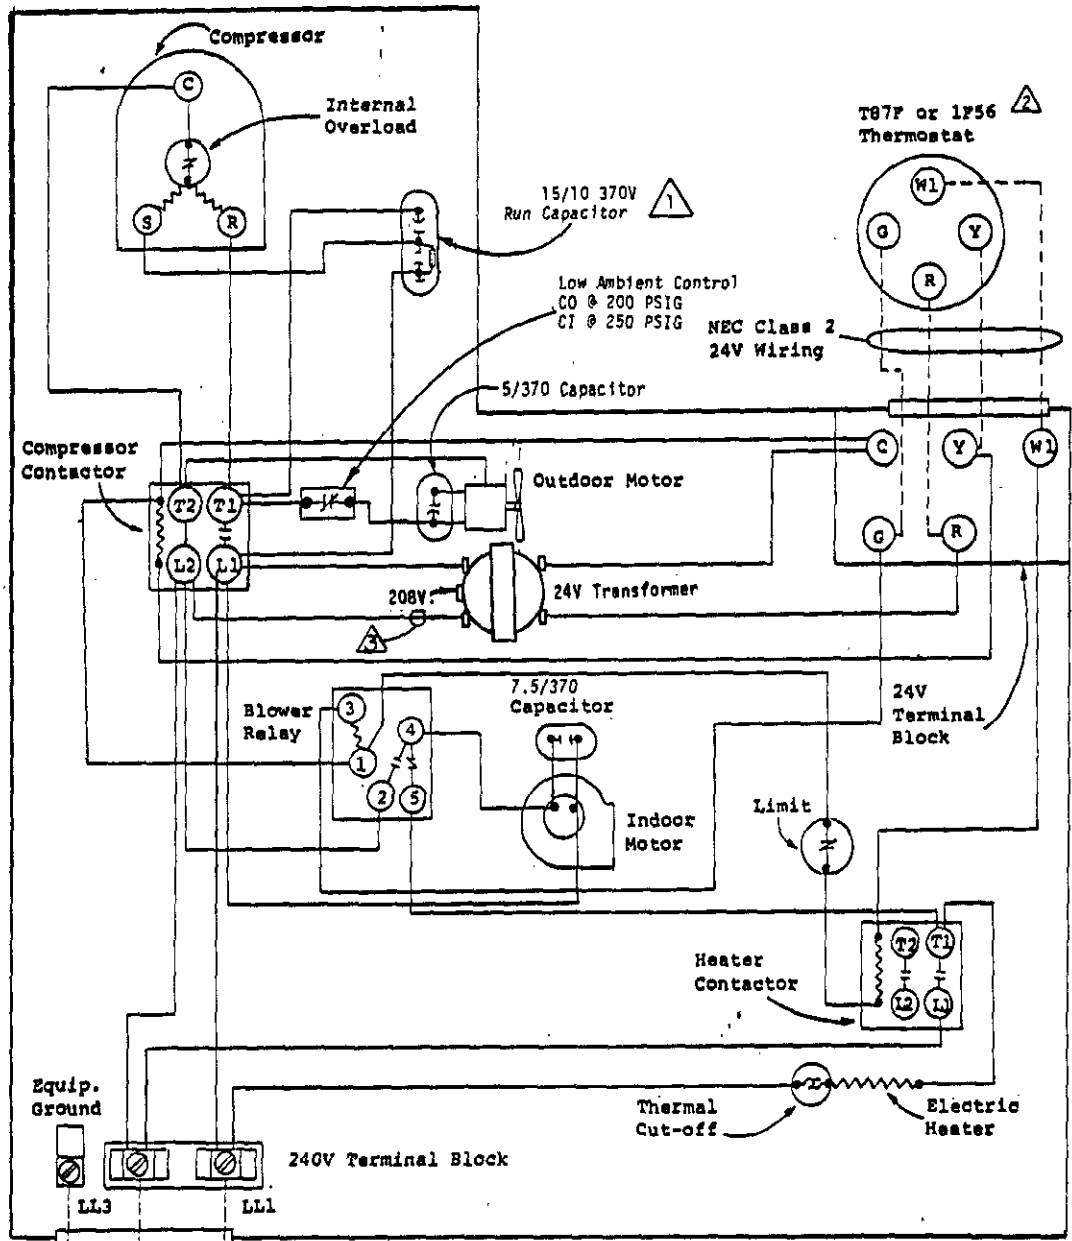 Compressor
C
Internal
Overload
S
R
15/10 370V
Run Capacitor
1
T87F or 1F56
Thermostat
2
W1
G
Y
R
Low Ambient Control
CO @ 200 PSIG
CI @ 250 PSIG
NEC Class 2
24V Wiring
5/370 Capacitor
Compressor
Contactor
T2
T1
L2
L1
Outdoor Motor
C
Y
W1
G
R
208V
24V Transformer
3
24V
Terminal
Block
Blower
Relay
3
4
1
2
5
7.5/370
Capacitor
Indoor
Motor
Limit
Heater
Contactor
T2
T1
L2
L1
Equip.
Ground
Thermal
Cut-off
Electric
Heater
240V Terminal Block
LL3
LL1